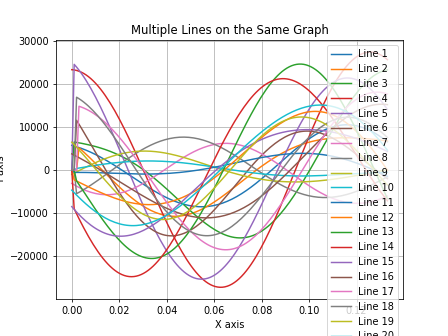 Multiple Lines on the Same Graph
30000
20000
10000
0
−10000
−20000
0.00
0.02
0.04
0.06
0.08
0.10
X axis
Line 1
Line 2
Line 3
Line 4
Line 5
Line 6
Line 7
Line 8
Line 9
Line 10
Line 11
Line 12
Line 13
Line 14
Line 15
Line 16
Line 17
Line 18
Line 19
Line 20